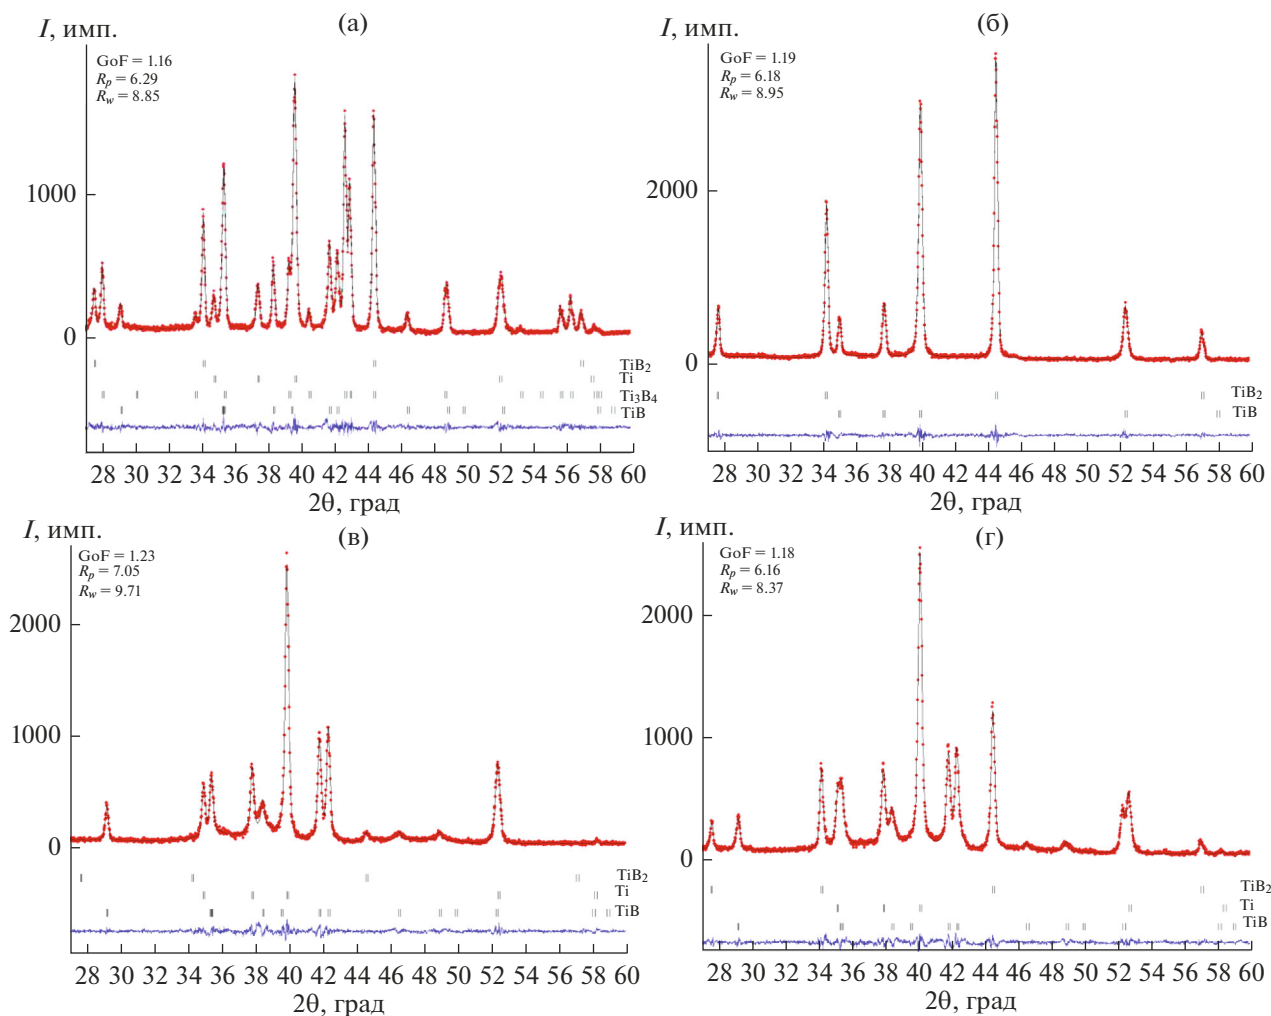 (а)
I, имп.
GoF = 1.16
Rp = 6.29
Rw = 8.85
1000
0
TiB2
Ti
Ti3B4
TiB
28 30 32 34 36 38 40 42 44 46 48 50 52 54 56 58 60
2θ, град
(б)
I, имп.
GoF = 1.19
Rp = 6.18
Rw = 8.95
2000
0
TiB2
TiB
28 30 32 34 36 38 40 42 44 46 48 50 52 54 56 58 60
2θ, град
(в)
I, имп.
GoF = 1.23
Rp = 7.05
Rw = 9.71
2000
1000
0
TiB2
Ti
TiB
28 30 32 34 36 38 40 42 44 46 48 50 52 54 56 58 60
2θ, град
(г)
I, имп.
GoF = 1.18
Rp = 6.16
Rw = 8.37
2000
1000
0
TiB2
Ti
TiB
28 30 32 34 36 38 40 42 44 46 48 50 52 54 56 58 60
2θ, град